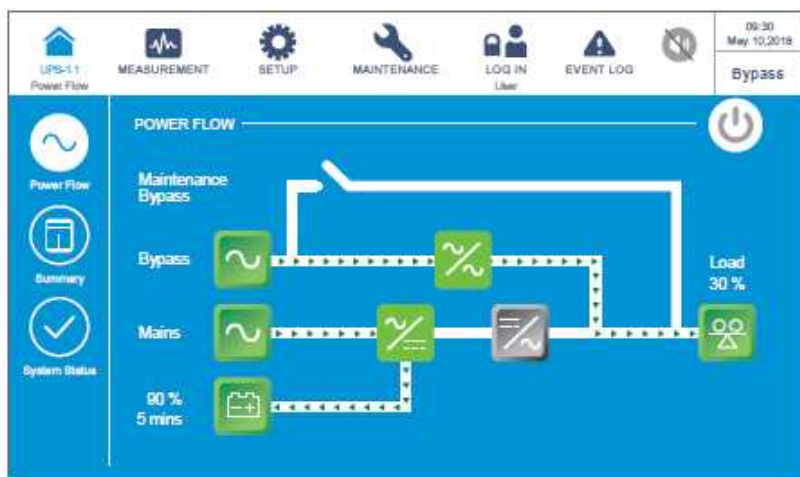 UPS-1.1
Power Flow
MEASUREMENT
SETUP
MAINTENANCE
LOG IN
User
EVENT LOG
09:30
May 10,2018
Bypass
POWER FLOW
Power Flow
Summary
System Status
Maintenance
Bypass
Bypass
Load
30 %
Mains
90 %
5 mins